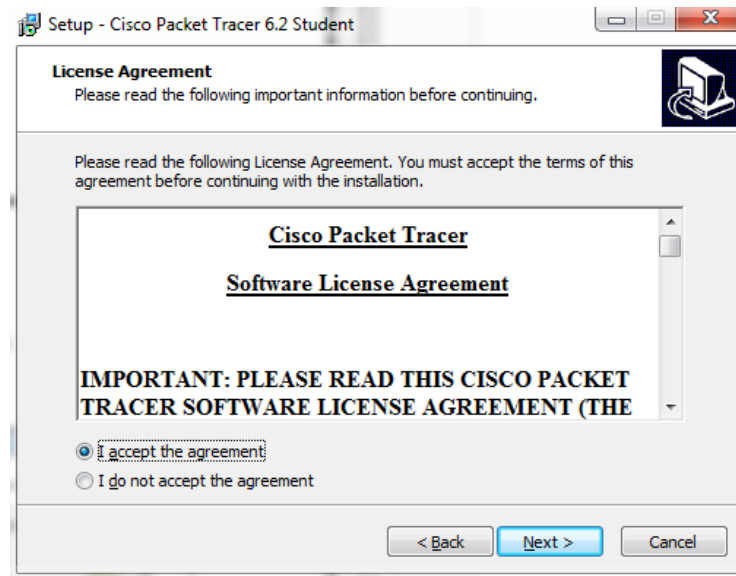 Setup - Cisco Packet Tracer 6.2 Student
License Agreement
Please read the following important information before continuing.
Please read the following License Agreement. You must accept the terms of this
agreement before continuing with the installation.
Cisco Packet Tracer
Software License Agreement
IMPORTANT: PLEASE READ THIS CISCO PACKET
TRACER SOFTWARE LICENSE AGREEMENT (THE
I accept the agreement
I do not accept the agreement
< Back Next > Cancel